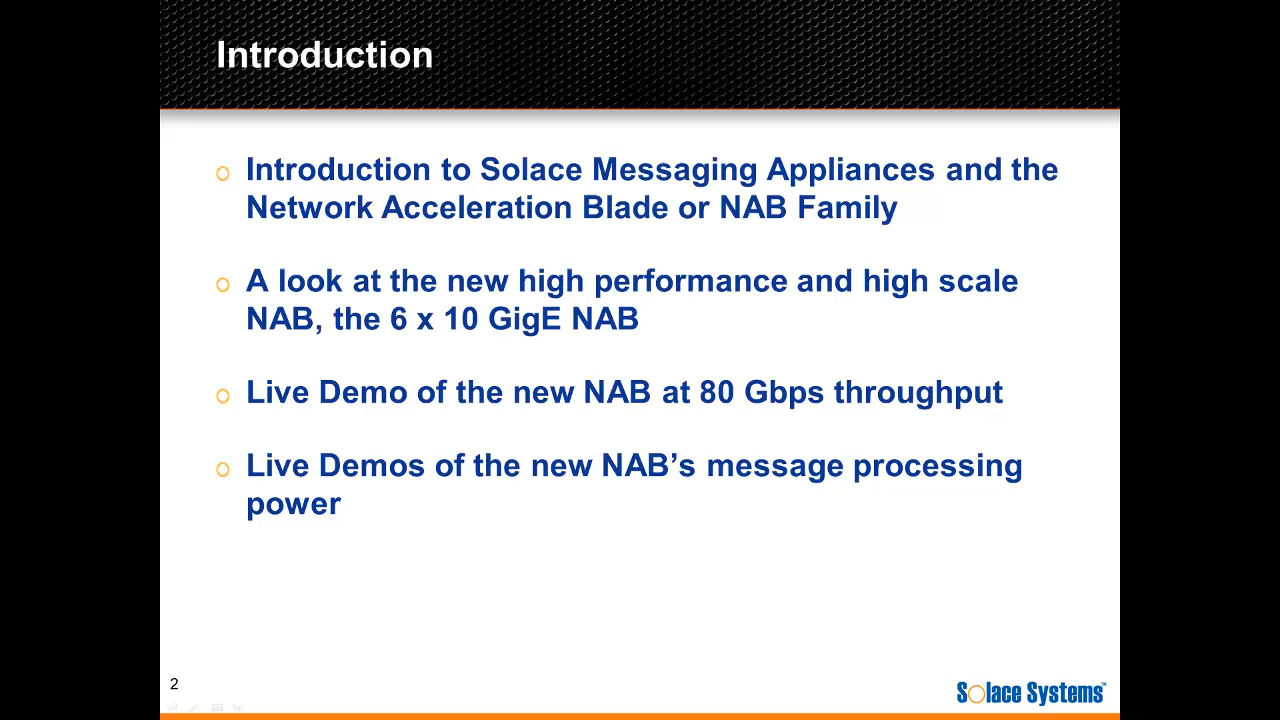 Introduction
Introduction to Solace Messaging Appliances and the
Network Acceleration Blade or NAB Family
A look at the new high performance and high scale
NAB, the 6 x 10 GigE NAB
Live Demo of the new NAB at 80 Gbps throughput
Live Demos of the new NAB’s message processing
power
2
Solace Systems™